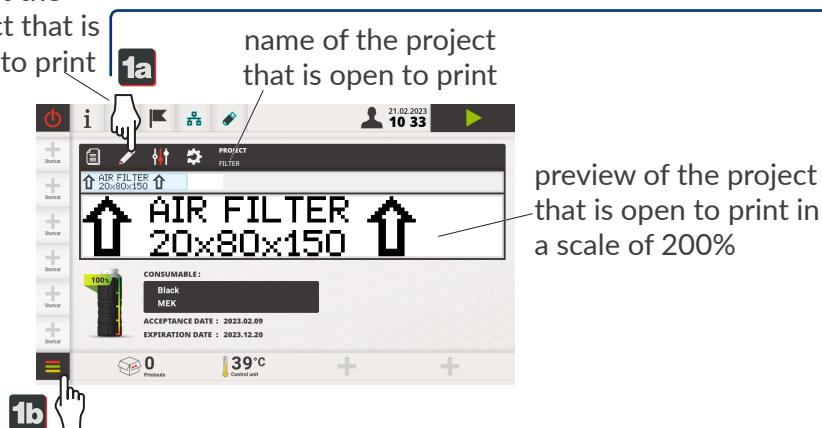 ct that is
to print
1a
name of the project
that is open to print
i
21.02.2023
10 33
Shortcut
PROJECT
FILTER
Shortcut
AIR FILTER
20x80x150
Shortcut
AIR FILTER
20x80x150
preview of the project
that is open to print in
a scale of 200%
Shortcut
100%
CONSUMABLE :
Black
MEK
Shortcut
ACCEPTANCE DATE : 2023.02.09
EXPIRATION DATE : 2023.12.20
Shortcut
0
Printouts
39°C
Control unit
1b